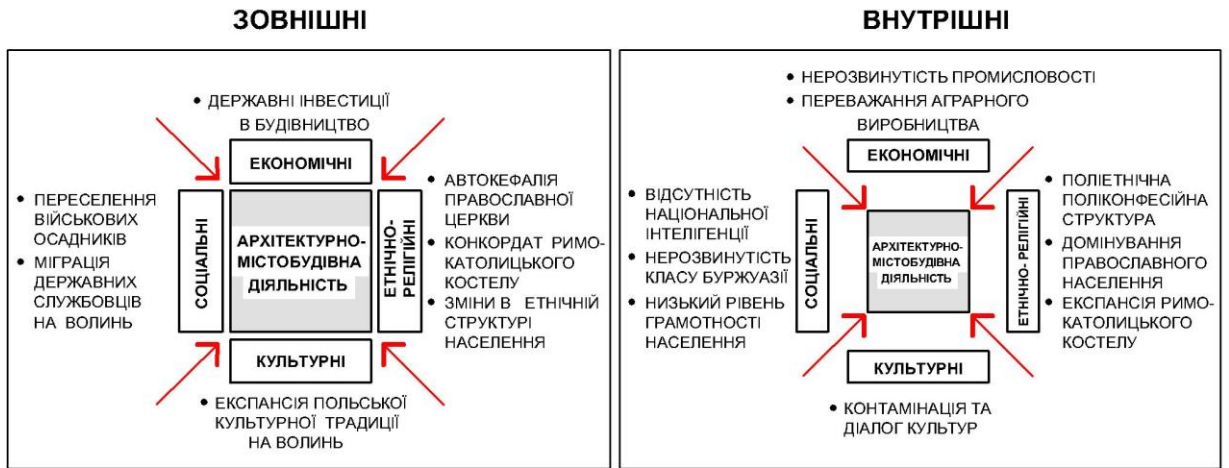 ЗОВНІШНІ
• ДЕРЖАВНІ ІНВЕСТИЦІЇ
В БУДІВНИЦТВО
ЕКОНОМІЧНІ
• ПЕРЕСЕЛЕННЯ
ВІЙСЬКОВИХ
ОСАДНИКІВ
• МІГРАЦІЯ
ДЕРЖАВНИХ
СЛУЖБОВЦІВ
НА ВОЛИНЬ
СОЦІАЛЬНІ
АРХІТЕКТУРНО-
МІСТОБУДІВНА
ДІЯЛЬНІСТЬ
ЕТНІЧНО-
РЕЛІГІЙНІ
• АВТОКЕФАЛІЯ
ПРАВОСЛАВНОЇ
ЦЕРКВИ
• КОНКОРДАТ РИМО-
КАТОЛИЦЬКОГО
КОСТЕЛУ
• ЗМІНИ В ЕТНІЧНІЙ
СТРУКТУРІ
НАСЕЛЕННЯ
КУЛЬТУРНІ
• ЕКСПАНСІЯ ПОЛЬСЬКОЇ
КУЛЬТУРНОЇ ТРАДИЦІЇ
НА ВОЛИНЬ
ВНУТРІШНІ
• НЕРОЗВИНУТІСТЬ ПРОМИСЛОВОСТІ
• ПЕРЕВАЖАННЯ АГРАРНОГО
ВИРОБНИЦТВА
ЕКОНОМІЧНІ
• ВІДСУТНІСТЬ
НАЦІОНАЛЬНОЇ
ІНТЕЛІГЕНЦІЇ
• НЕРОЗВИНУТІСТЬ
КЛАСУ БУРЖУАЗІЇ
• НИЗЬКИЙ РІВЕНЬ
ГРАМОТНОСТІ
НАСЕЛЕННЯ
СОЦІАЛЬНІ
АРХІТЕКТУРНО-
МІСТОБУДІВНА
ДІЯЛЬНІСТЬ
ЕТНІЧНО- РЕЛІГІЙНІ
• ПОЛІЕТНІЧНА
ПОЛІКОНФЕСІЙНА
СТРУКТУРА
• ДОМІНУВАННЯ
ПРАВОСЛАВНОГО
НАСЕЛЕННЯ
• ЕКСПАНСІЯ РИМО-
КАТОЛИЦЬКОГО
КОСТЕЛУ
КУЛЬТУРНІ
• КОНТАМІНАЦІЯ ТА
ДІАЛОГ КУЛЬТУР